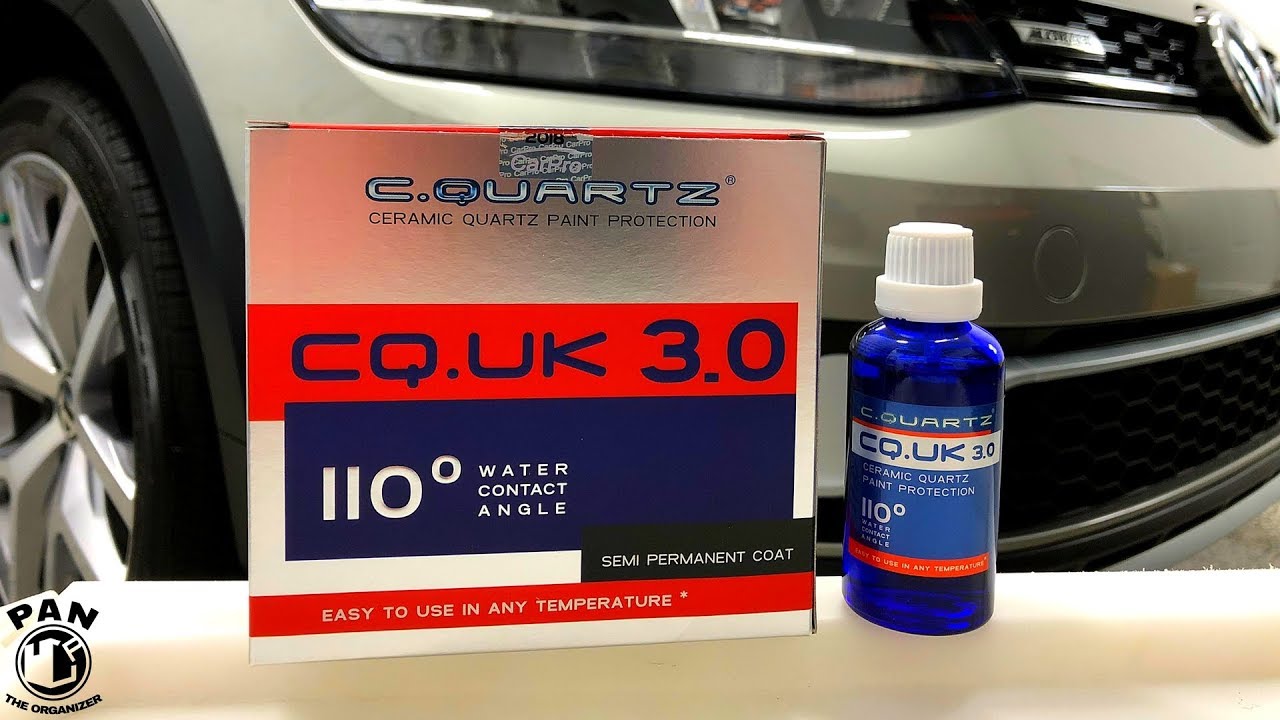 2018
CarPro
C.QUARTZ®
CERAMIC QUARTZ PAINT PROTECTION
CQ.UK 3.0
110°
WATER
CONTACT
ANGLE
SEMI PERMANENT COAT
EASY TO USE IN ANY TEMPERATURE*
C.QUARTZ®
CQ.UK 3.0
CERAMIC QUARTZ
PAINT PROTECTION
110°
WATER
CONTACT
ANGLE
EASY TO USE IN ANY TEMPERATURE*
PAN
THE ORGANIZER